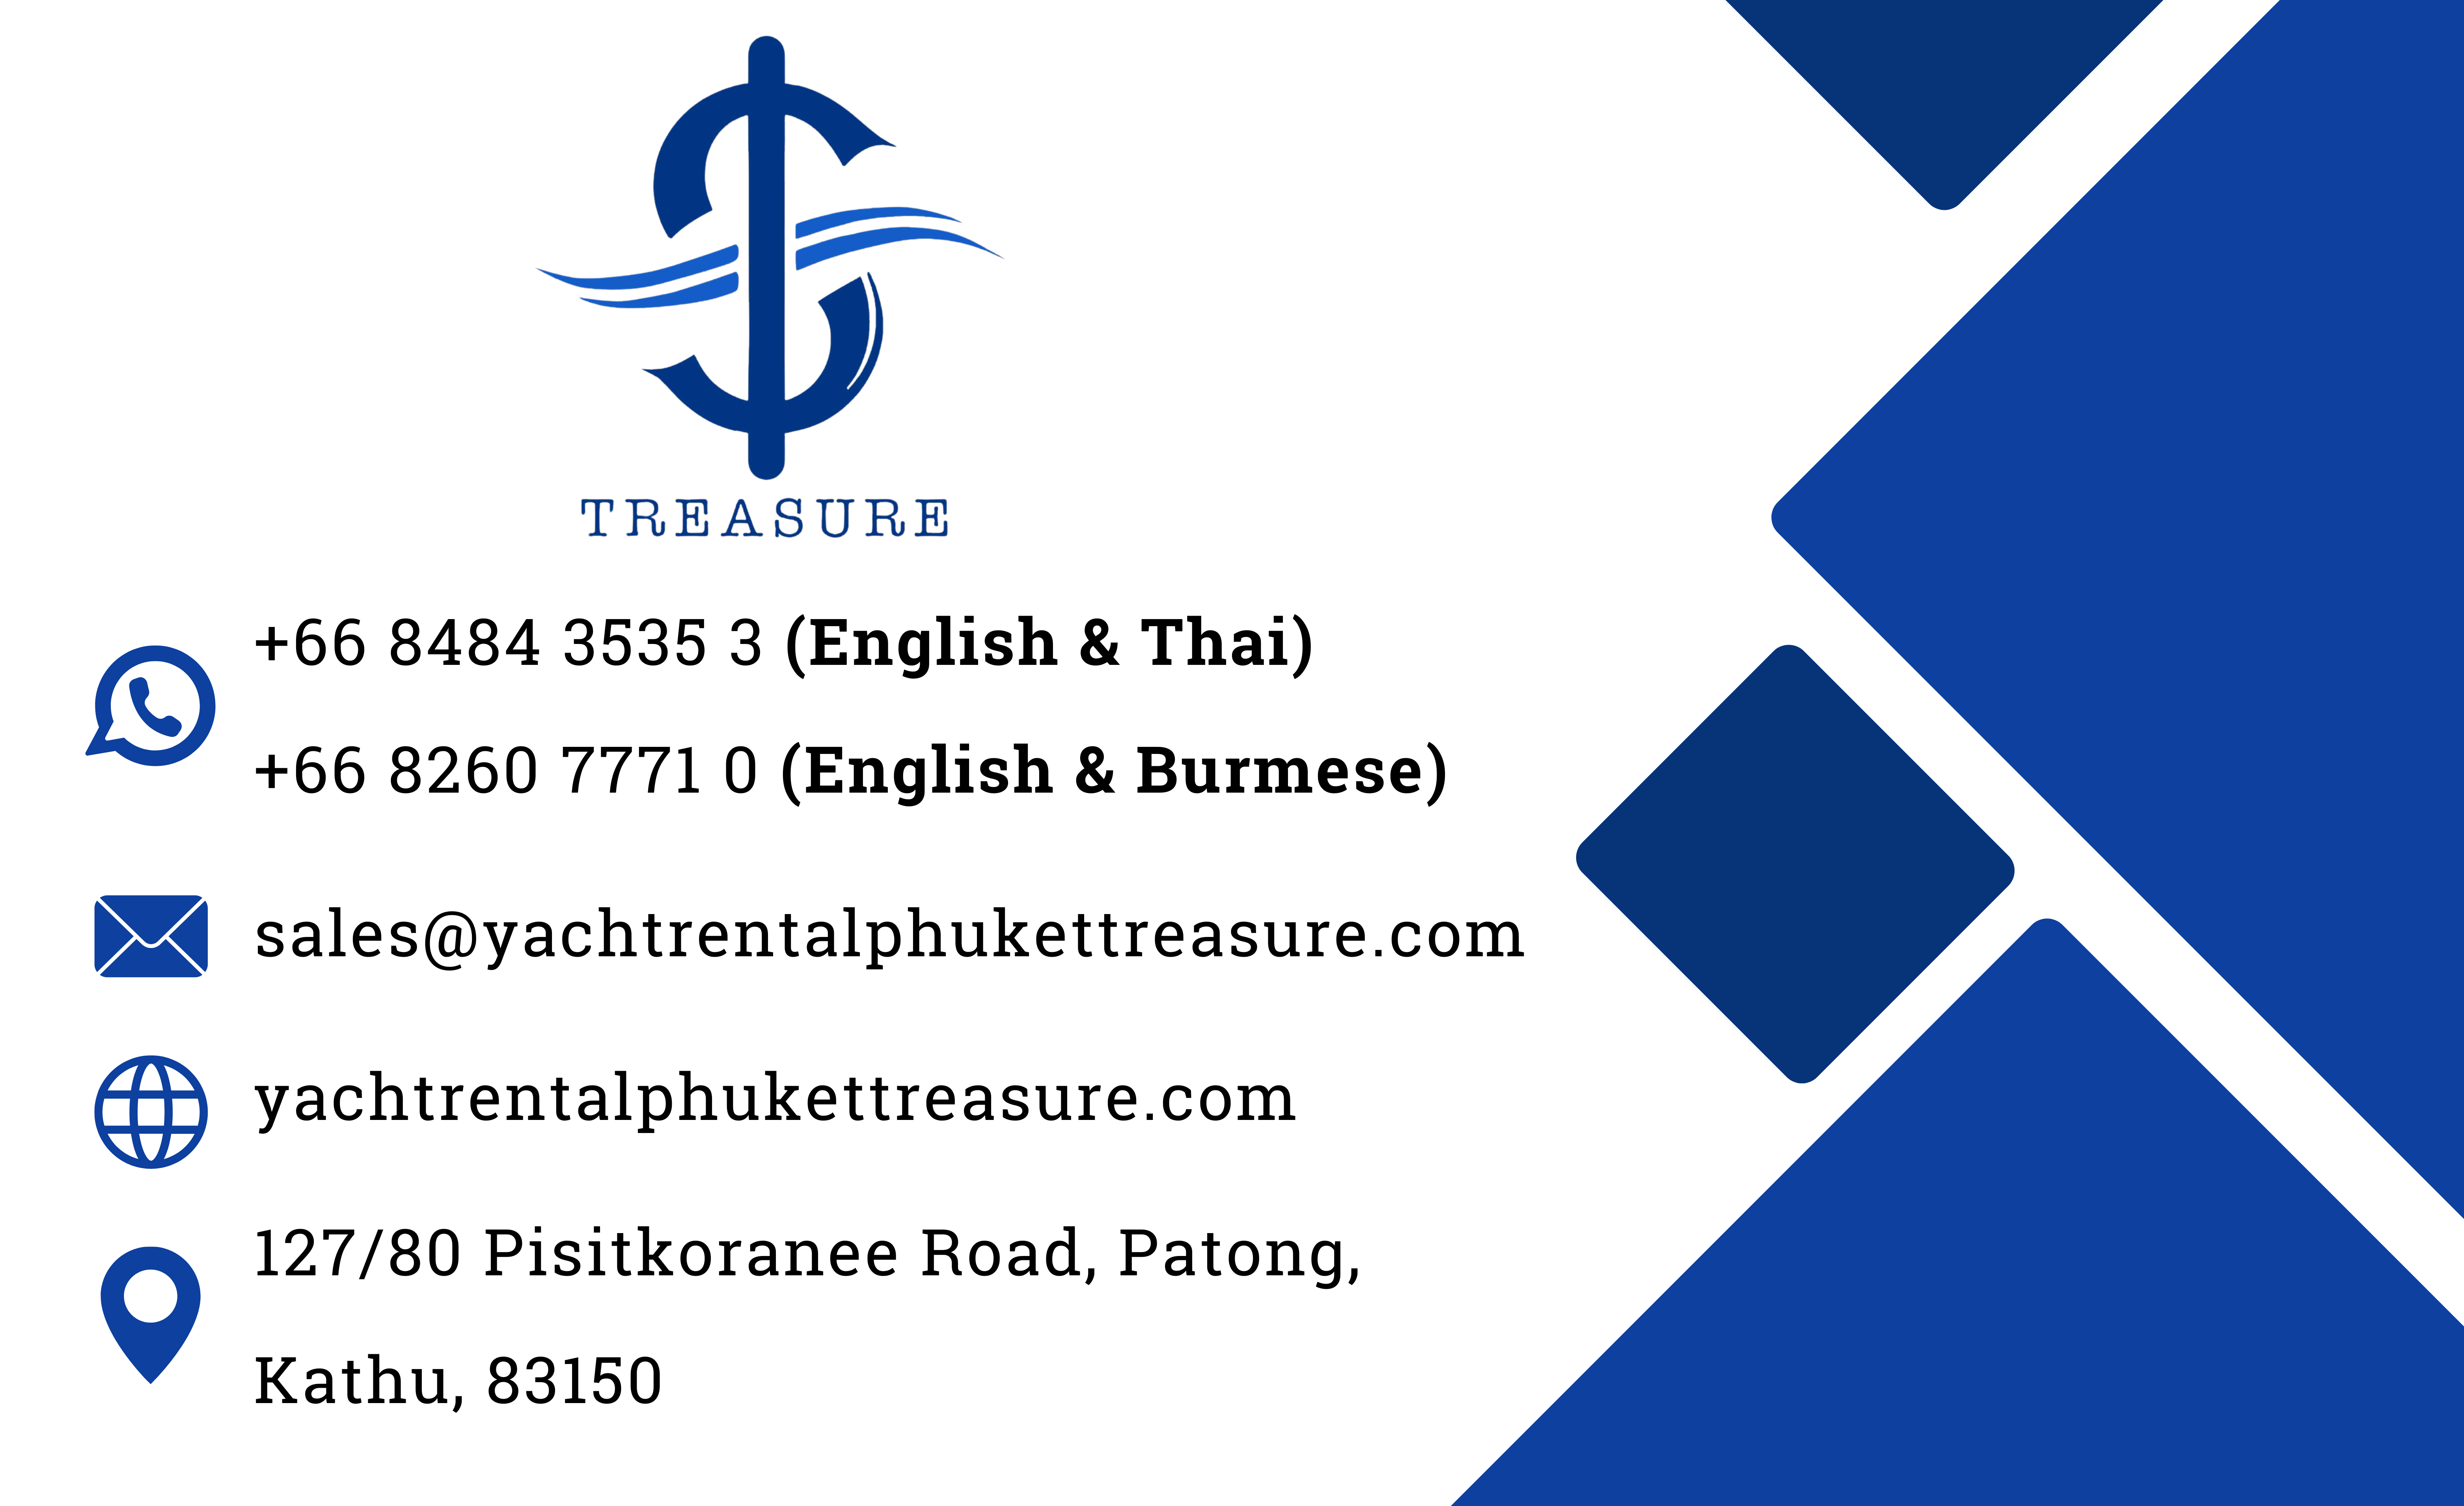 TREASURE
+66 8484 3535 3 (English & Thai)
+66 8260 7771 0 (English & Burmese)
sales@yachtrentalphukettreasure.com
yachtrentalphukettreasure.com
127/80 Pisitkoranee Road, Patong,
Kathu, 83150